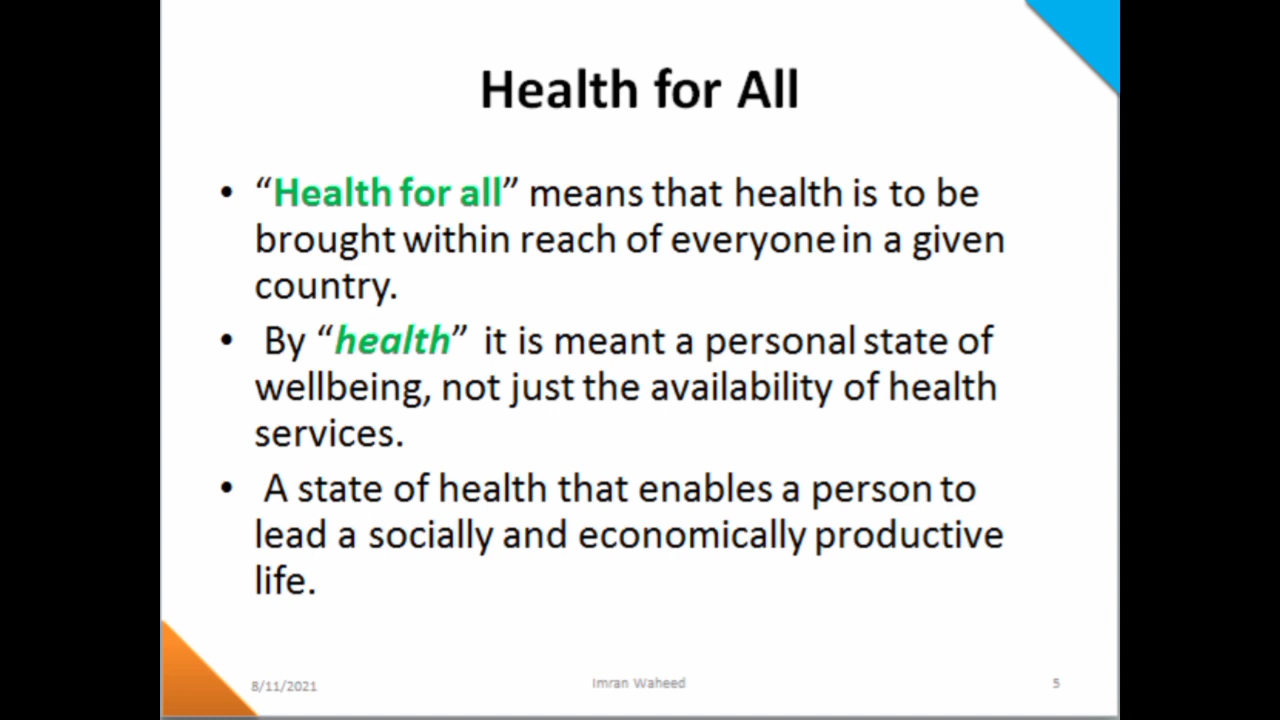 Health for All
• “Health for all” means that health is to be
brought within reach of everyone in a given
country.
• By “health” it is meant a personal state of
wellbeing, not just the availability of health
services.
• A state of health that enables a person to
lead a socially and economically productive
life.
8/11/2021 Imran Waheed 5